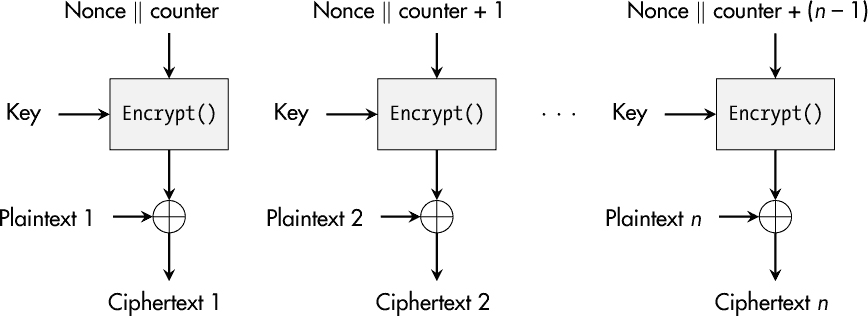 Nonce || counter Nonce || counter + 1 Nonce || counter + (n – 1)
Key Encrypt() Key Encrypt() · · · Key Encrypt()
Plaintext 1 Plaintext 2 Plaintext n
Ciphertext 1 Ciphertext 2 Ciphertext n